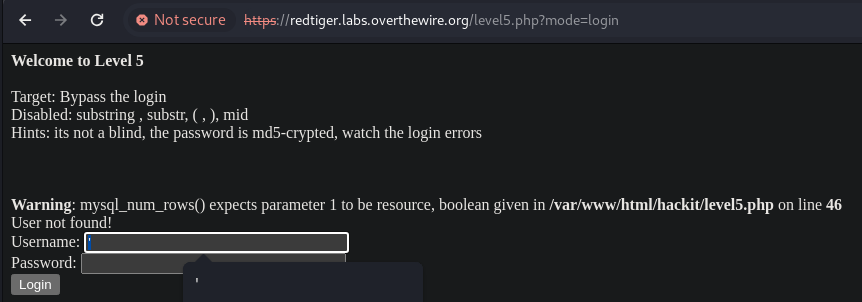 Not secure https://redtiger.labs.overthewire.org/level5.php?mode=login
Welcome to Level 5
Target: Bypass the login
Disabled: substring , substr, ( , ), mid
Hints: its not a blind, the password is md5-crypted, watch the login errors
Warning: mysql_num_rows() expects parameter 1 to be resource, boolean given in /var/www/html/hackit/level5.php on line 46
User not found!
Username: '
Password:
'
Login